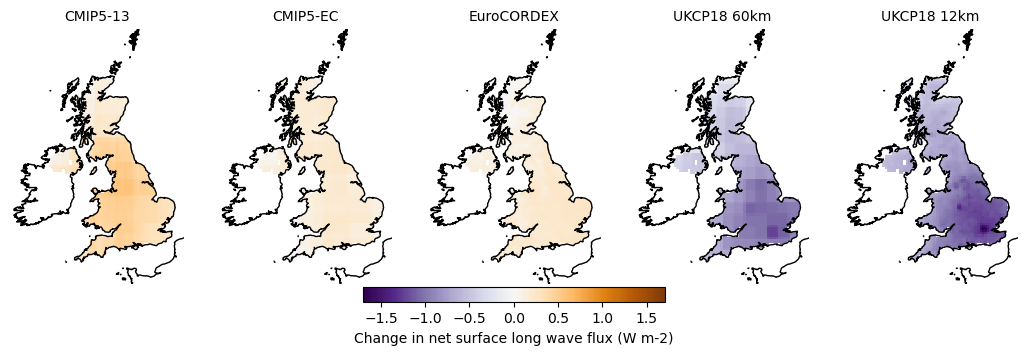 CMIP5-13 CMIP5-EC EuroCORDEX UKCP18 60km UKCP18 12km
−1.5 −1.0 −0.5 0.0 0.5 1.0 1.5
Change in net surface long wave flux (W m-2)